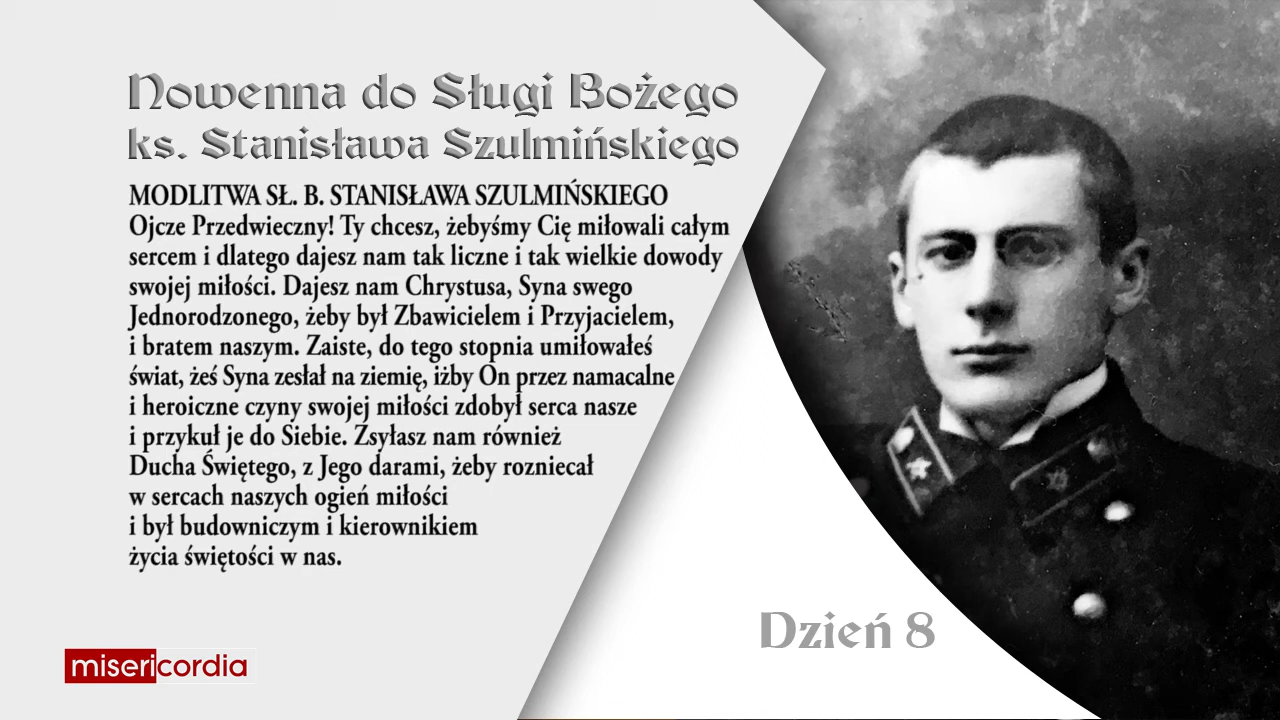 Nowenna do Sługi Bożego
ks. Stanisława Szulmińskiego
MODLITWA SŁ. B. STANISŁAWA SZULMIŃSKIEGO
Ojcze Przedwieczny! Ty chcesz, żebyśmy Cię miłowali całym
sercem i dlatego dajesz nam tak liczne i tak wielkie dowody
swojej miłości. Dajesz nam Chrystusa, Syna swego
Jednorodzonego, żeby był Zbawicielem i Przyjacielem,
i bratem naszym. Zaiste, do tego stopnia umiłowałeś
świat, żeś Syna zesłał na ziemię, iżby On przez namacalne
i heroiczne czyny swojej miłości zdobył serca nasze
i przykuł je do Siebie. Zsyłasz nam również
Ducha Świętego, z Jego darami, żeby rozniecał
w sercach naszych ogień miłości
i był budowniczym i kierownikiem
życia świętości w nas.
Dzień 8
misericordia